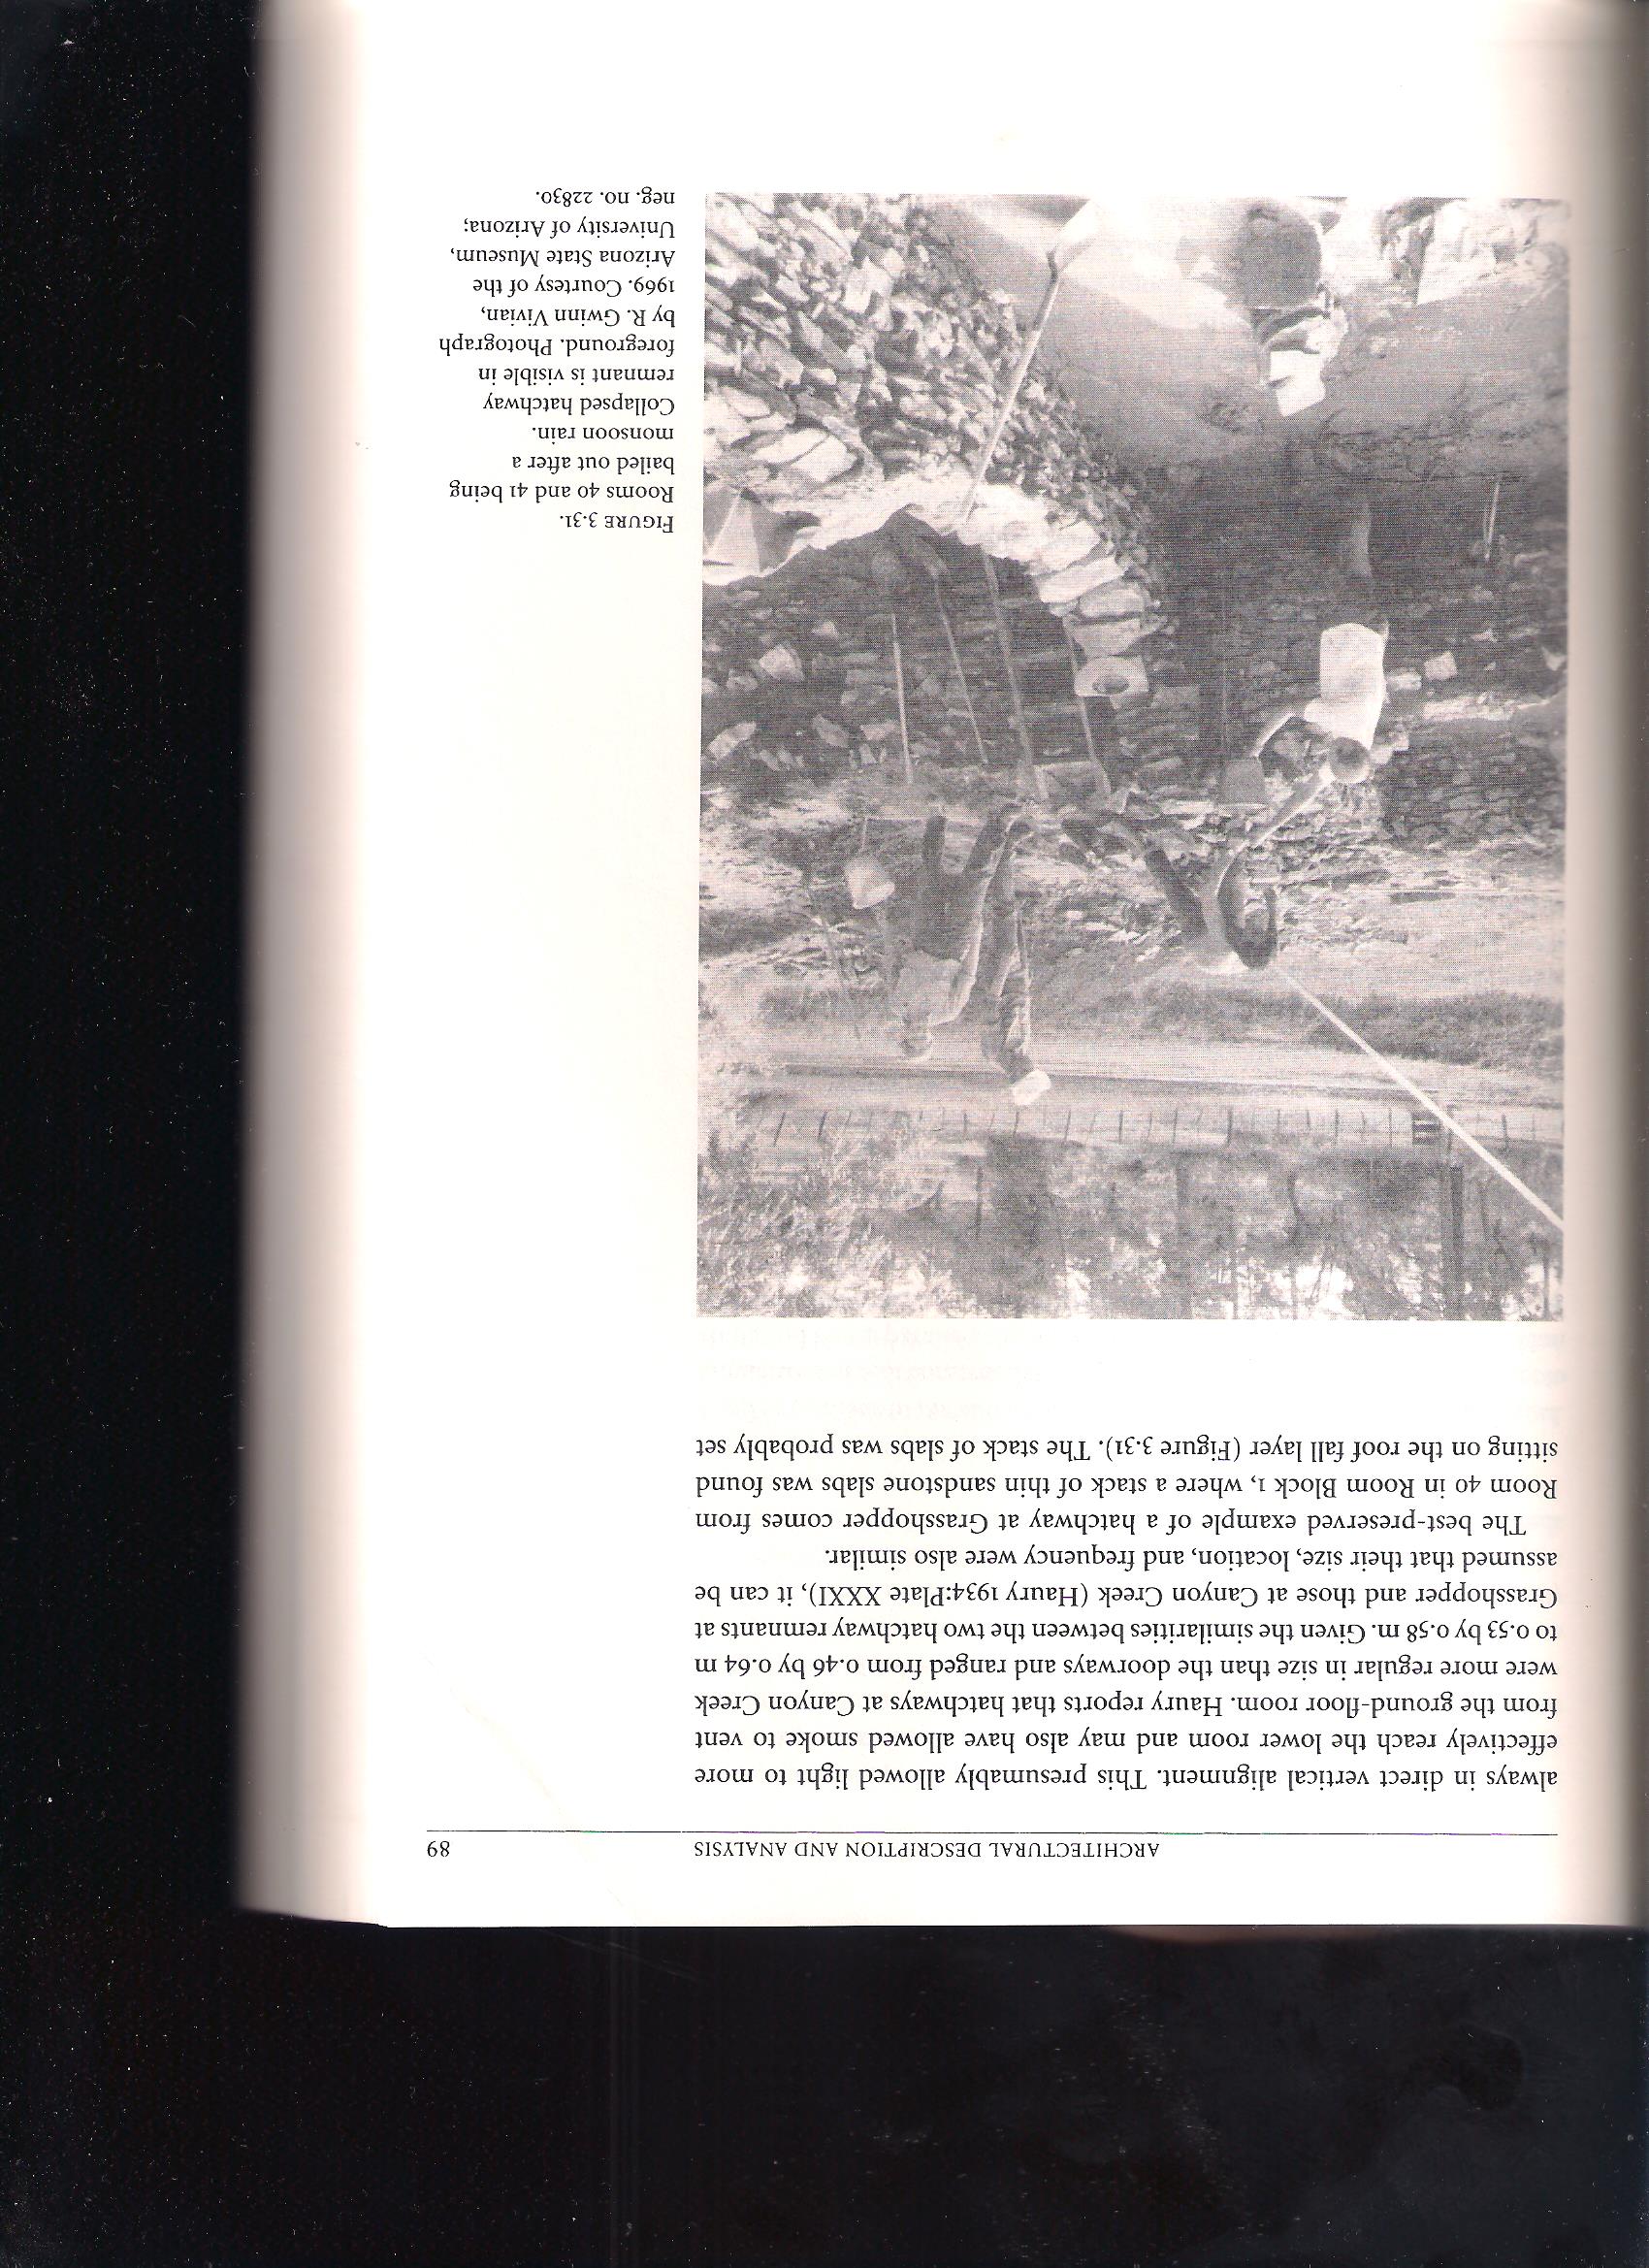 ARCHITECTURAL DESCRIPTION AND ANALYSIS 89
always in direct vertical alignment. This presumably allowed light to more
effectively reach the lower room and may also have allowed smoke to vent
from the ground-floor room. Haury reports that hatchways at Canyon Creek
were more regular in size than the doorways and ranged from 0.46 by 0.64 m
to 0.53 by 0.58 m. Given the similarities between the two hatchway remnants at
Grasshopper and those at Canyon Creek (Haury 1934:Plate XXXI), it can be
assumed that their size, location, and frequency were also similar.
The best-preserved example of a hatchway at Grasshopper comes from
Room 40 in Room Block 1, where a stack of thin sandstone slabs was found
sitting on the roof fall layer (Figure 3.31). The stack of slabs was probably set
FIGURE 3.31.
Rooms 40 and 41 being
bailed out after a
monsoon rain.
Collapsed hatchway
remnant is visible in
foreground. Photograph
by R. Gwinn Vivian,
1969. Courtesy of the
Arizona State Museum,
University of Arizona;
neg. no. 22830.